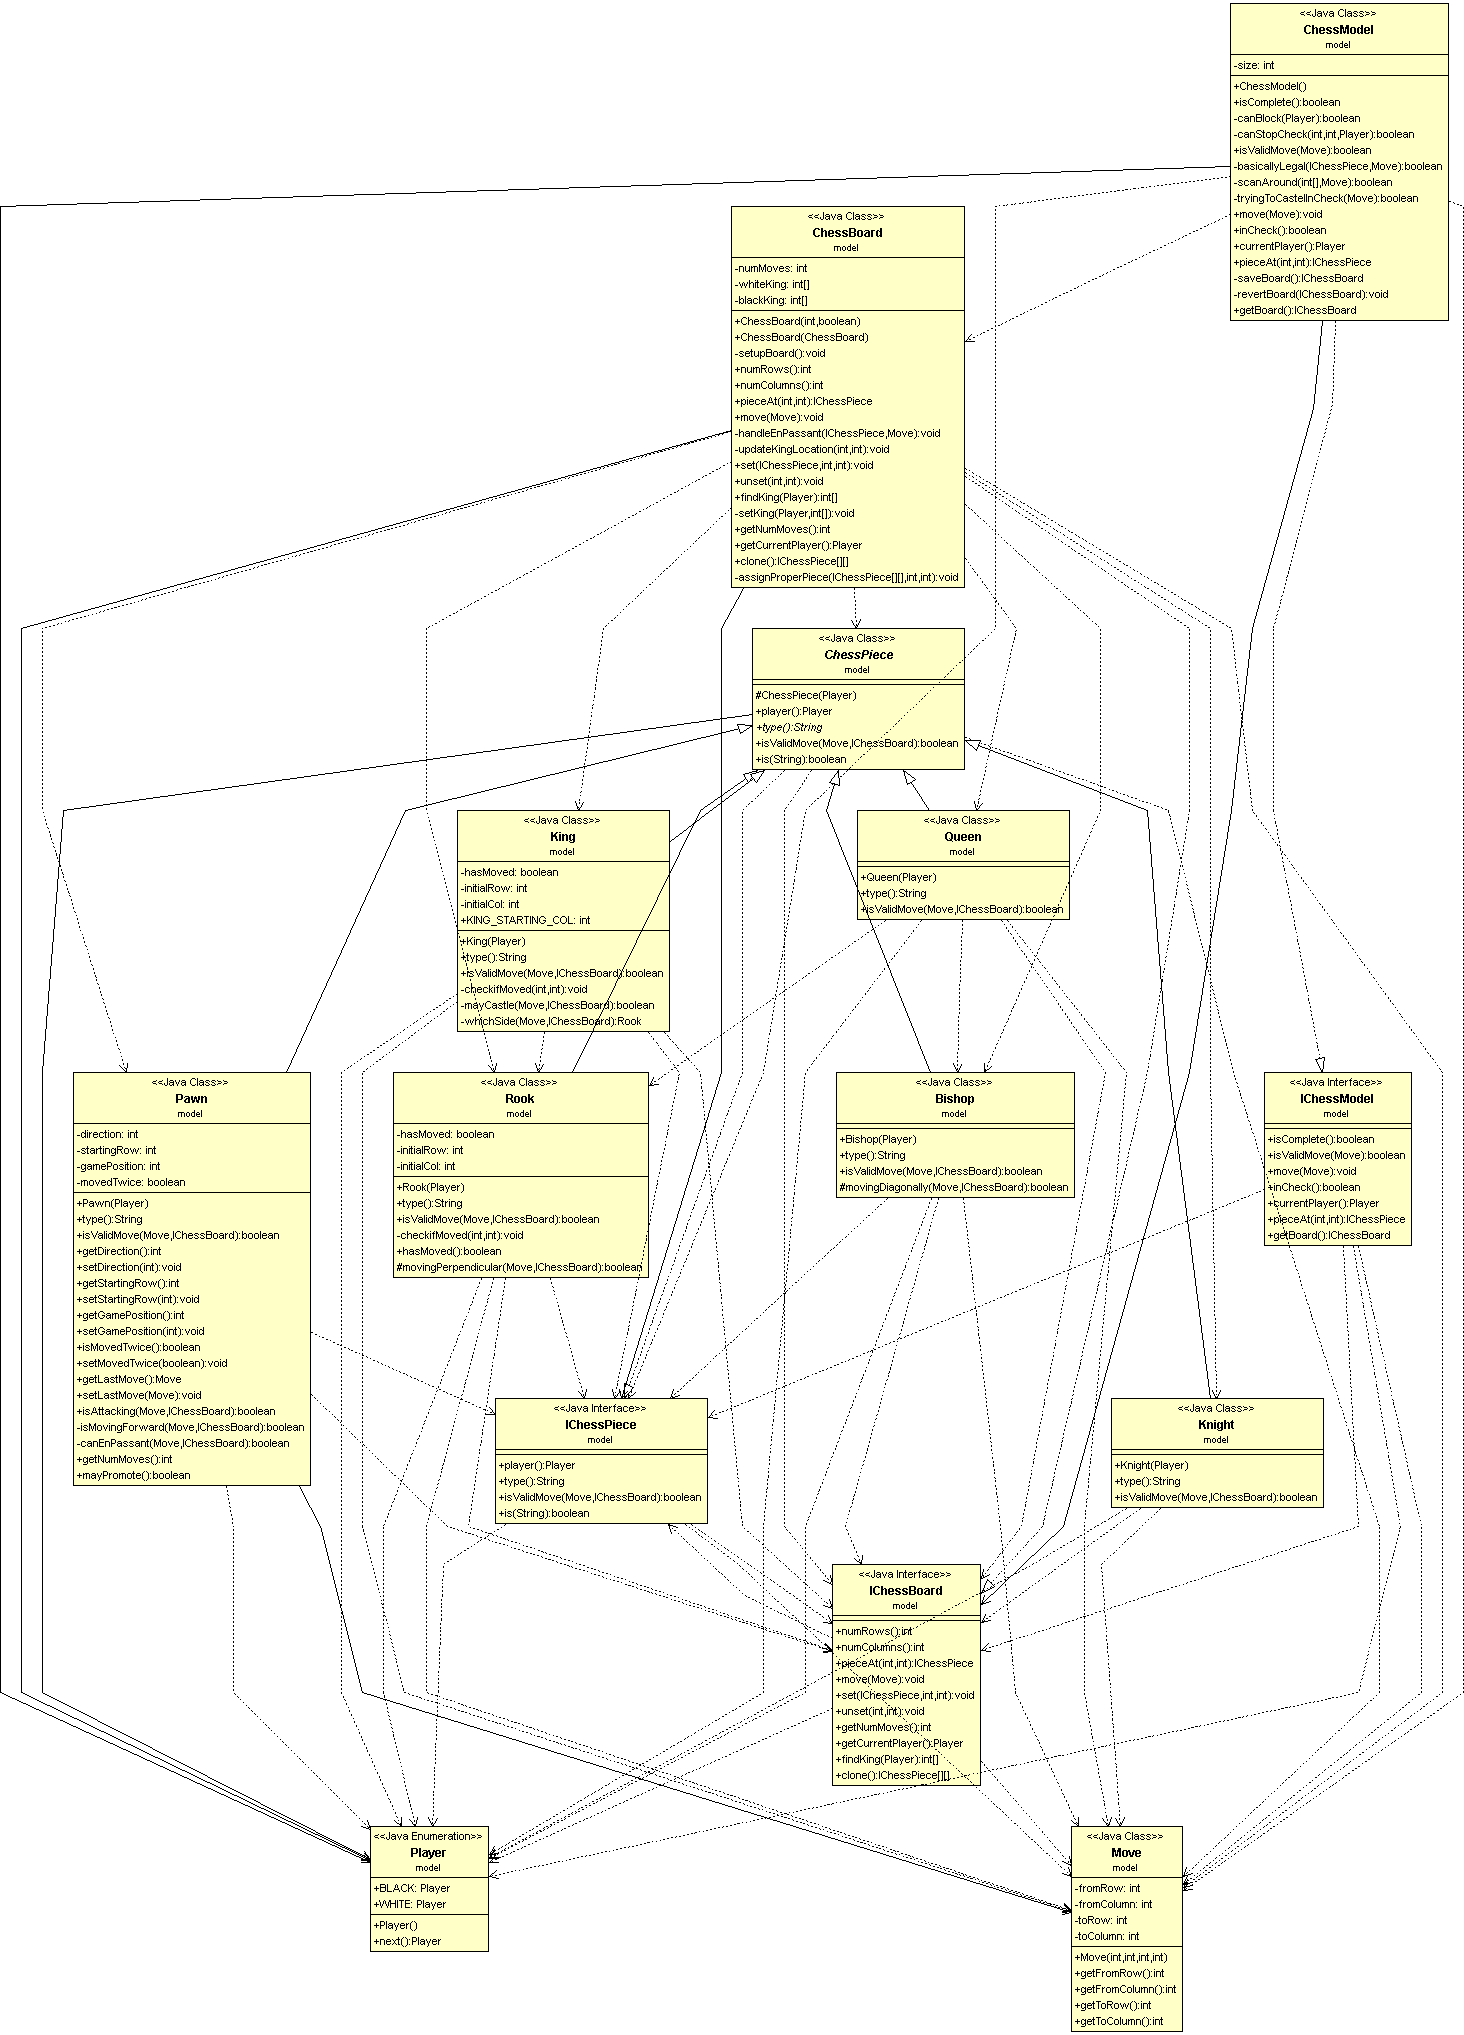 <<Java Class>>
ChessModel
model
-size: int
+ChessModel()
+isComplete():boolean
-canBlock(Player):boolean
-canStopCheck(int,int,Player):boolean
+isValidMove(Move):boolean
-basicallyLegal(IChessPiece,Move):boolean
-scanAround(int[],Move):boolean
-tryingToCastelInCheck(Move):boolean
+move(Move):void
+inCheck():boolean
+currentPlayer():Player
+pieceAt(int,int):IChessPiece
-saveBoard():IChessBoard
-revertBoard(IChessBoard):void
+getBoard():IChessBoard
<<Java Class>>
ChessBoard
model
-numMoves: int
-whiteKing: int[]
-blackKing: int[]
+ChessBoard(int,boolean)
+ChessBoard(ChessBoard)
-setupBoard():void
+numRows():int
+numColumns():int
+pieceAt(int,int):IChessPiece
+move(Move):void
-handleEnPassant(IChessPiece,Move):void
-updateKingLocation(int,int):void
+set(IChessPiece,int,int):void
+unset(int,int):void
+findKing(Player):int[]
-setKing(Player,int[]):void
+getNumMoves():int
+getCurrentPlayer():Player
+clone():IChessPiece[][]
-assignProperPiece(IChessPiece[][],int,int):void
<<Java Class>>
ChessPiece
model
#ChessPiece(Player)
+player():Player
+type():String
+isValidMove(Move,IChessBoard):boolean
+is(String):boolean
<<Java Class>>
King
model
-hasMoved: boolean
-initialRow: int
-initialCol: int
+KING_STARTING_COL: int
+King(Player)
+type():String
+isValidMove(Move,IChessBoard):boolean
-checkifMoved(int,int):void
-mayCastle(Move,IChessBoard):boolean
-whichSide(Move,IChessBoard):Rook
<<Java Class>>
Queen
model
+Queen(Player)
+type():String
+isValidMove(Move,IChessBoard):boolean
<<Java Class>>
Pawn
model
-direction: int
-startingRow: int
-gamePosition: int
-movedTwice: boolean
+Pawn(Player)
+type():String
+isValidMove(Move,IChessBoard):boolean
+getDirection():int
+setDirection(int):void
+getStartingRow():int
+setStartingRow(int):void
+getGamePosition():int
+setGamePosition(int):void
+isMovedTwice():boolean
+setMovedTwice(boolean):void
+getLastMove():Move
+setLastMove(Move):void
+isAttacking(Move,IChessBoard):boolean
-isMovingForward(Move,IChessBoard):boolean
-canEnPassant(Move,IChessBoard):boolean
+getNumMoves():int
+mayPromote():boolean
<<Java Class>>
Rook
model
-hasMoved: boolean
-initialRow: int
-initialCol: int
+Rook(Player)
+type():String
+isValidMove(Move,IChessBoard):boolean
-checkifMoved(int,int):void
+hasMoved():boolean
#movingPerpendicular(Move,IChessBoard):boolean
<<Java Class>>
Bishop
model
+Bishop(Player)
+type():String
+isValidMove(Move,IChessBoard):boolean
#movingDiagonally(Move,IChessBoard):boolean
<<Java Interface>>
IChessModel
model
+isComplete():boolean
+isValidMove(Move):boolean
+move(Move):void
+inCheck():boolean
+currentPlayer():Player
+pieceAt(int,int):IChessPiece
+getBoard():IChessBoard
<<Java Interface>>
IChessPiece
model
+player():Player
+type():String
+isValidMove(Move,IChessBoard):boolean
+is(String):boolean
<<Java Class>>
Knight
model
+Knight(Player)
+type():String
+isValidMove(Move,IChessBoard):boolean
<<Java Interface>>
IChessBoard
model
+numRows():int
+numColumns():int
+pieceAt(int,int):IChessPiece
+move(Move):void
+set(IChessPiece,int,int):void
+unset(int,int):void
+getNumMoves():int
+getCurrentPlayer():Player
+findKing(Player):int[]
+clone():IChessPiece[][]
<<Java Enumeration>>
Player
model
+BLACK: Player
+WHITE: Player
+Player()
+next():Player
<<Java Class>>
Move
model
-fromRow: int
-fromColumn: int
-toRow: int
-toColumn: int
+Move(int,int,int,int)
+getFromRow():int
+getFromColumn():int
+getToRow():int
+getToColumn():int